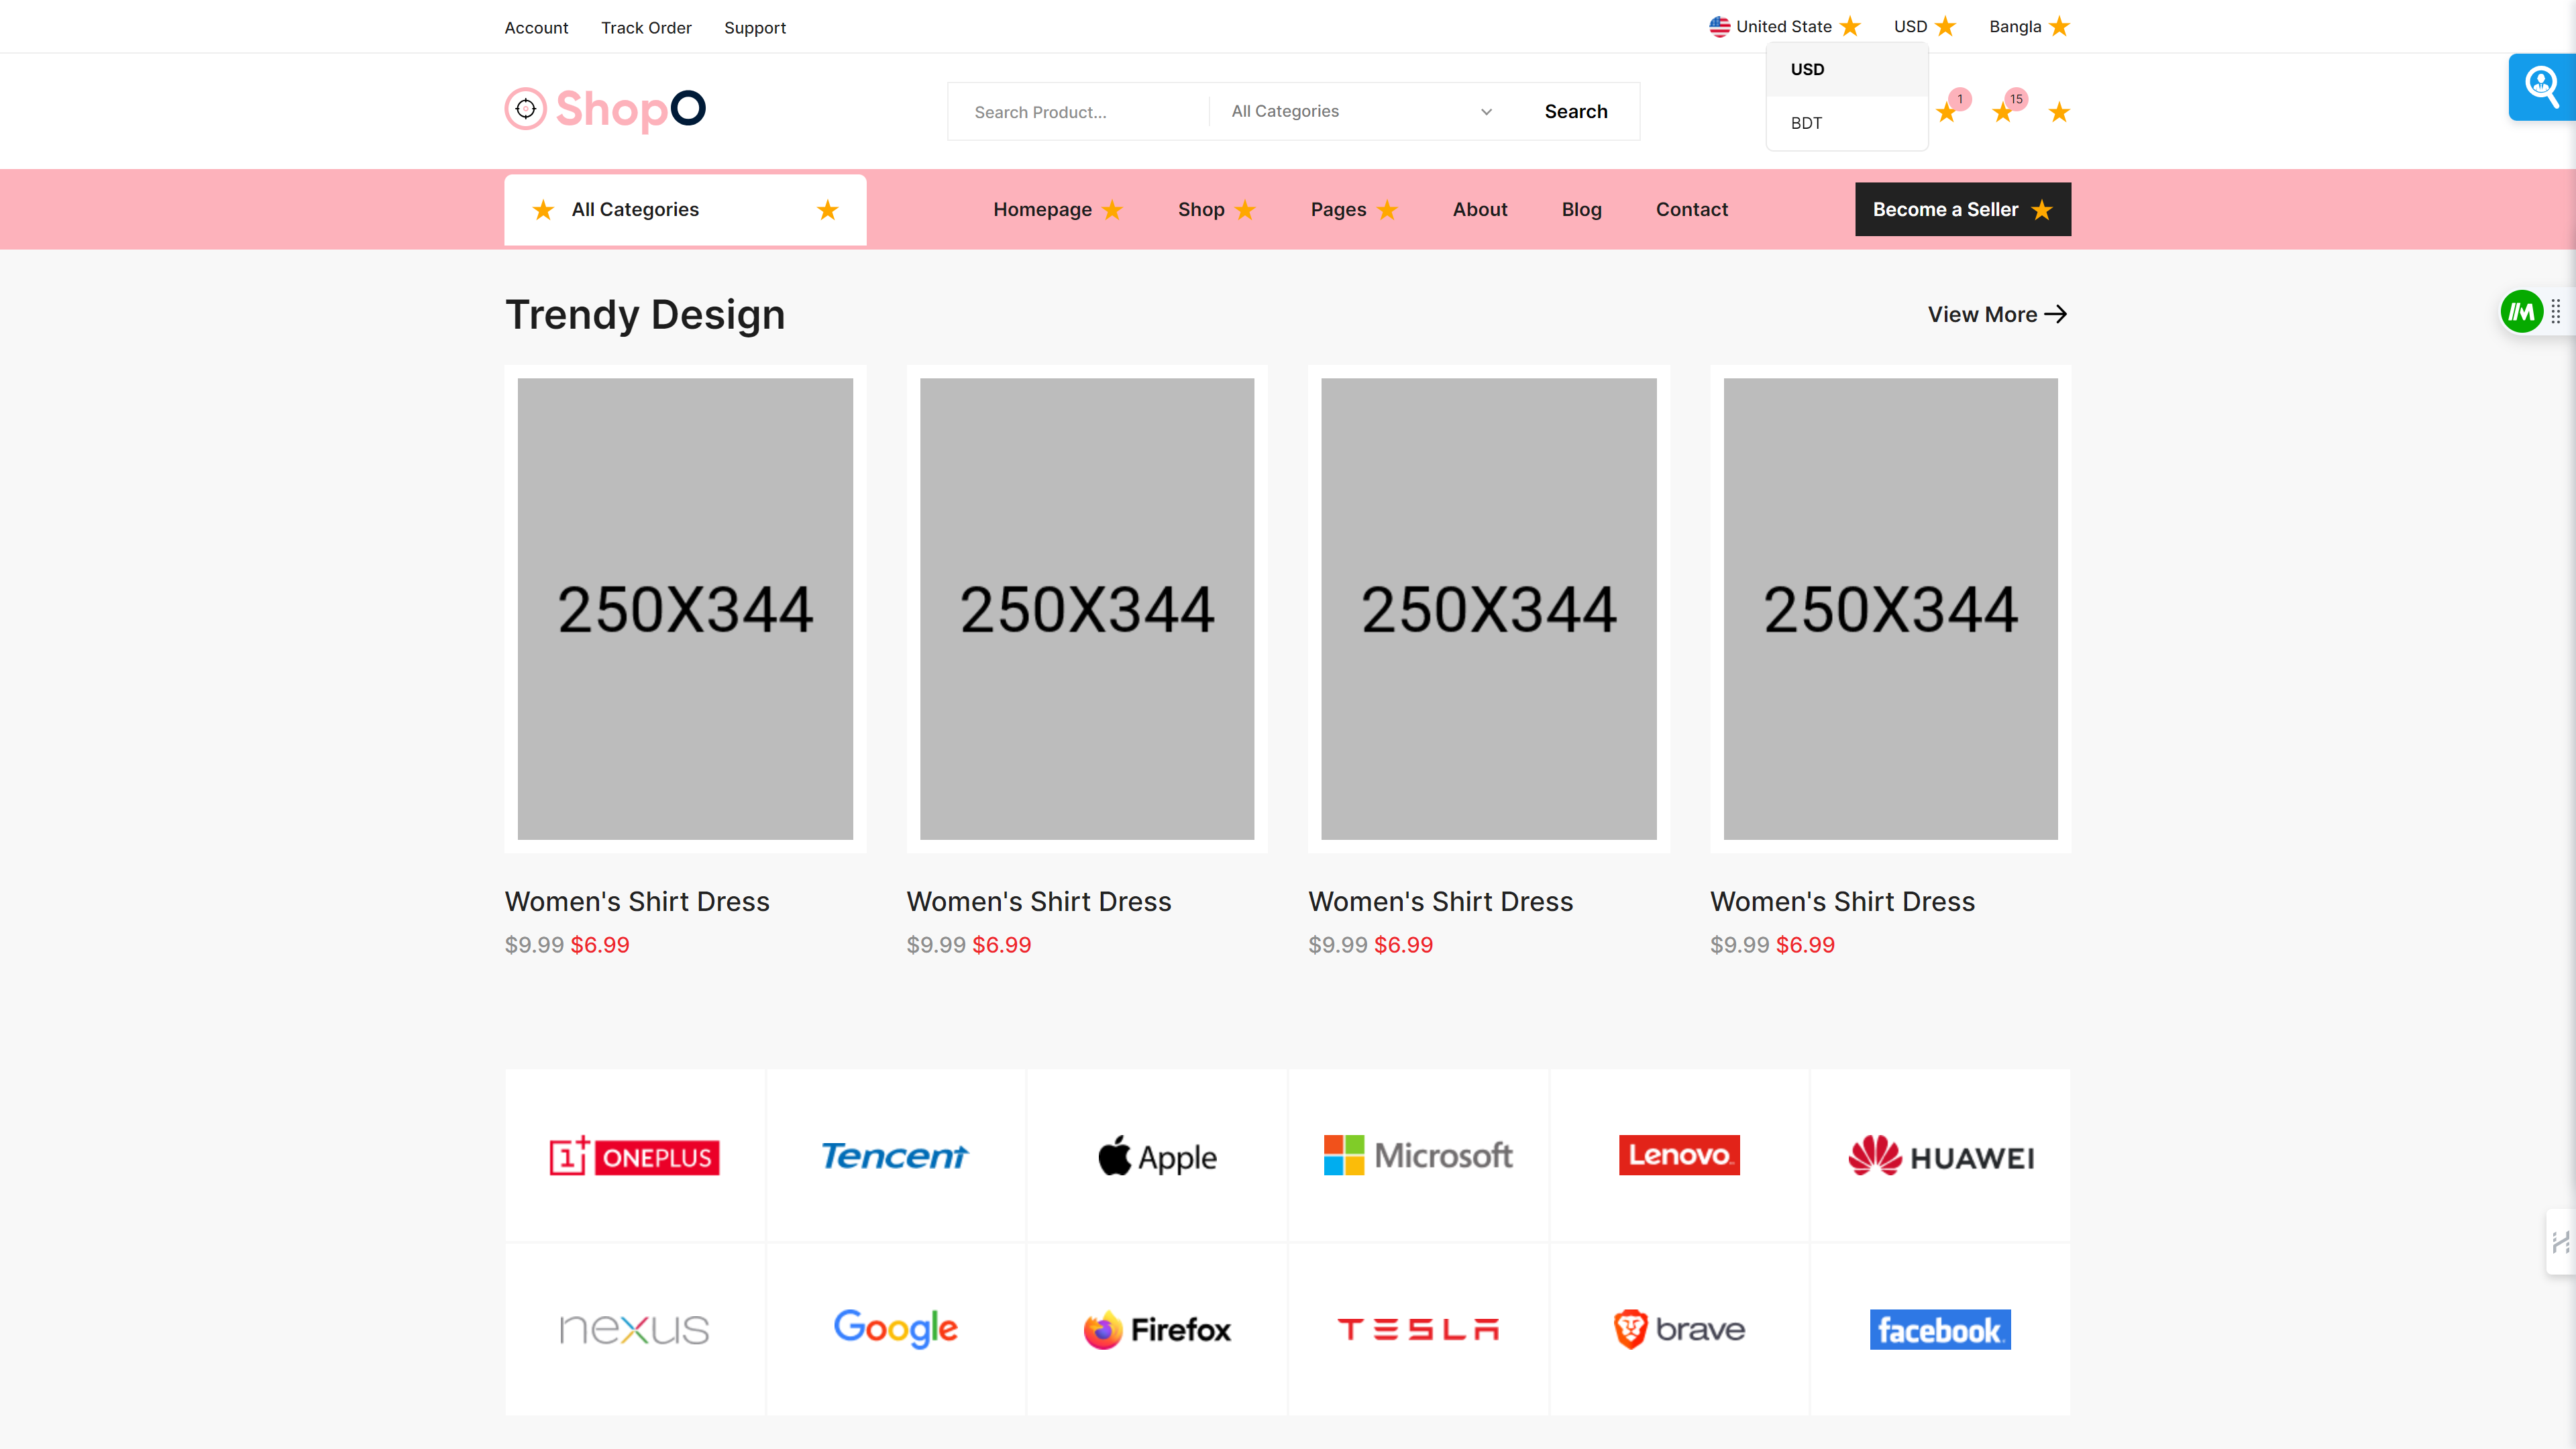 Account Track Order Support United State USD Bangla
USD
BDT
ShopO
Search Product... All Categories Search
1 15
All Categories Homepage Shop Pages About Blog Contact Become a Seller
Trendy Design View More
250X344 250X344 250X344 250X344
Women's Shirt Dress Women's Shirt Dress Women's Shirt Dress Women's Shirt Dress
$9.99 $6.99 $9.99 $6.99 $9.99 $6.99 $9.99 $6.99
1+ ONEPLUS Tencent Apple Microsoft Lenovo HUAWEI
nexus Google Firefox TESLA brave facebook